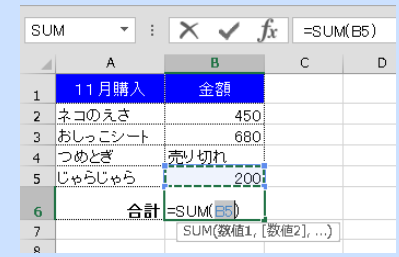 SUM =SUM(B5)
A B C D
1 11月購入 金額
2 ネコのえさ 450
3 おしっこシート 680
4 つめとぎ 売り切れ
5 じゃらじゃら 200
6 合計 =SUM(B5)
7 SUM(数値1, [数値2], ...)
8